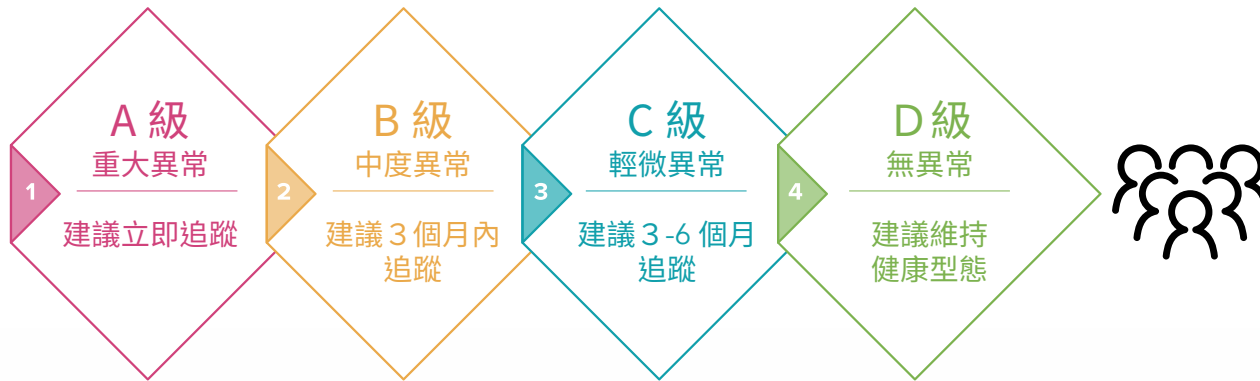 A 級
重大異常
1
建議立即追蹤
B 級
中度異常
2
建議 3 個月內
追蹤
C 級
輕微異常
3
建議 3 -6 個月
追蹤
D 級
無異常
4
建議維持
健康型態